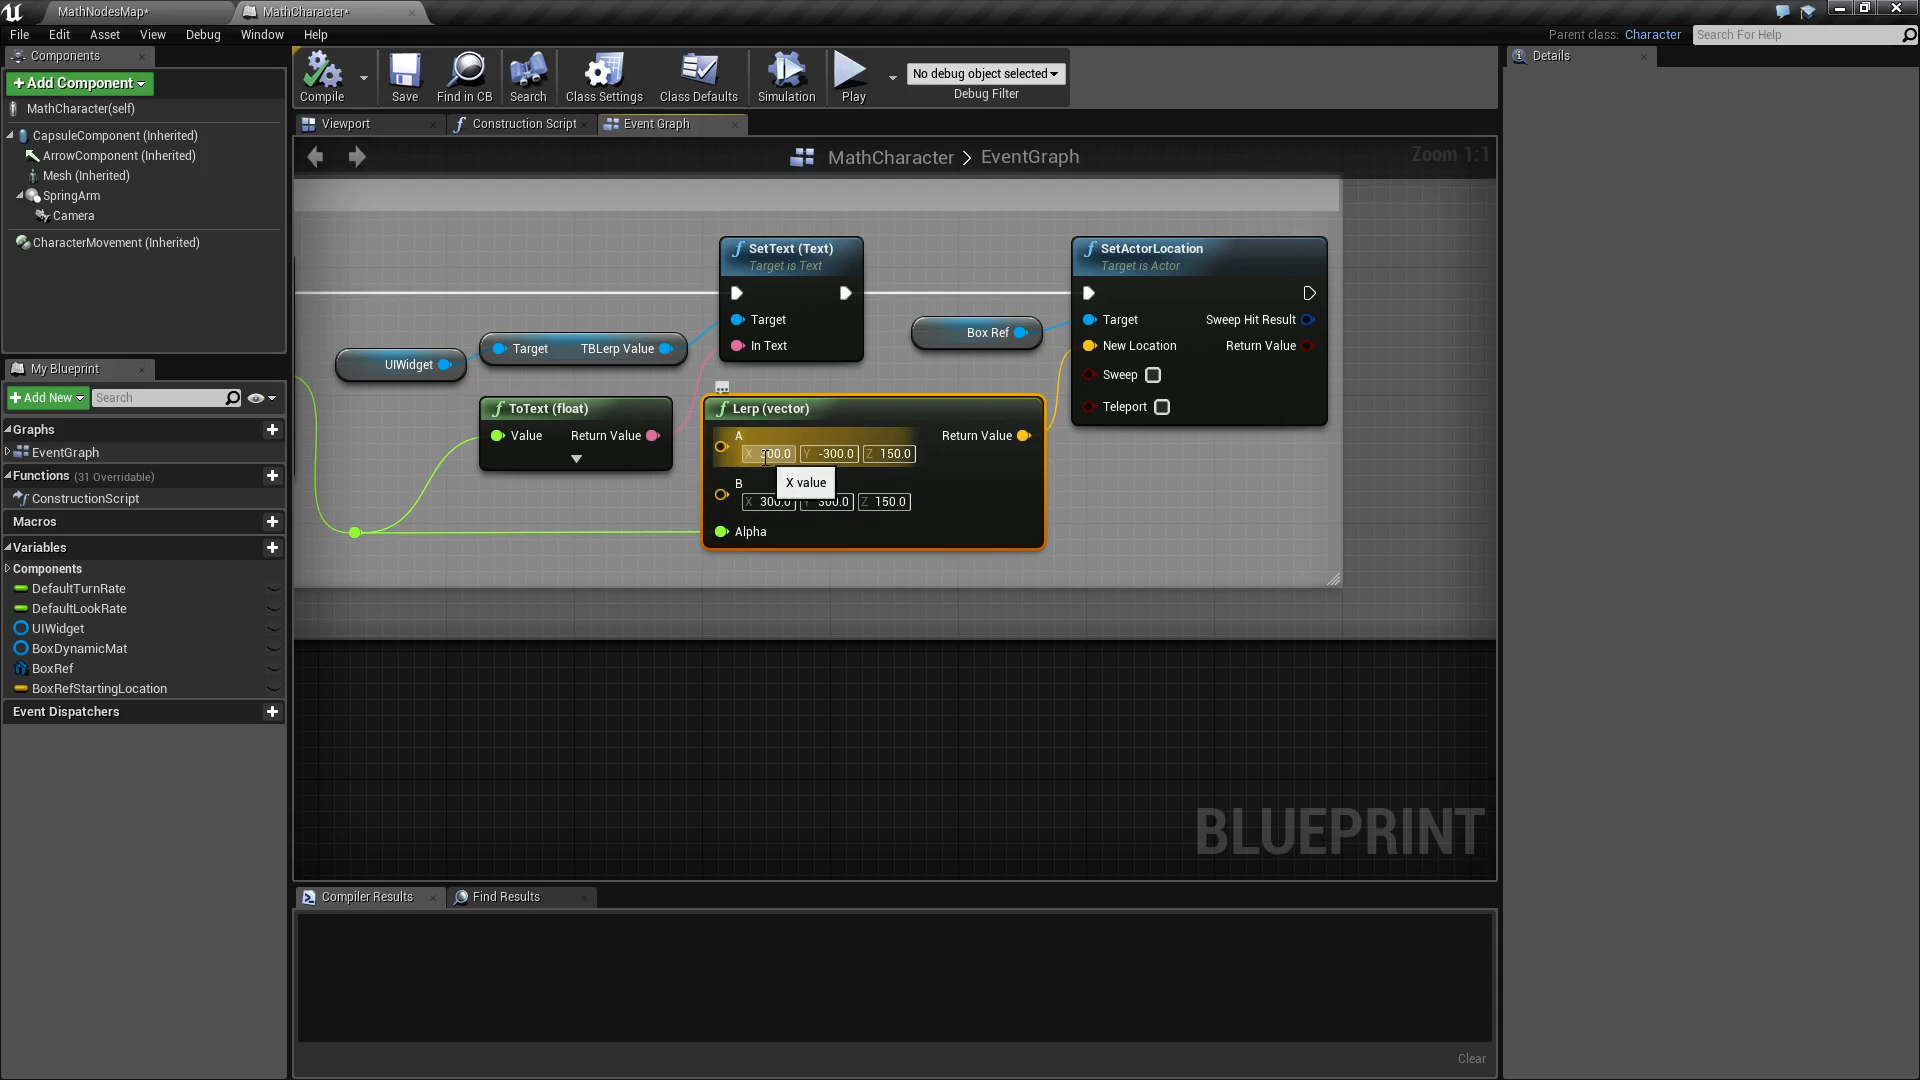 MathNodesMap*
MathCharacter*
File Edit Asset View Debug Window Help
Parent class: Character
Search For Help
Components
+Add Component
MathCharacter(self)
CapsuleComponent (Inherited)
ArrowComponent (Inherited)
Mesh (Inherited)
SpringArm
Camera
CharacterMovement (Inherited)
Compile
Save
Find in CB
Search
Class Settings
Class Defaults
Simulation
Play
No debug object selected
Debug Filter
Details
Viewport
Construction Script
Event Graph
MathCharacter > EventGraph
Zoom 1:1
My Blueprint
+Add New
Search
Graphs
EventGraph
Functions (31 Overridable)
ConstructionScript
Macros
Variables
Components
DefaultTurnRate
DefaultLookRate
UIWidget
BoxDynamicMat
BoxRef
BoxRefStartingLocation
Event Dispatchers
SetText (Text)
Target is Text
Target
In Text
SetActorLocation
Target is Actor
Target
Sweep Hit Result
New Location
Return Value
Sweep
Teleport
Box Ref
UIWidget
Target TBLerp Value
ToText (float)
Value Return Value
Lerp (vector)
A
Return Value
X 300.0 Y -300.0 Z 150.0
X value
B
X 300.0 Y 300.0 Z 150.0
Alpha
BLUEPRINT
Compiler Results
Find Results
Clear